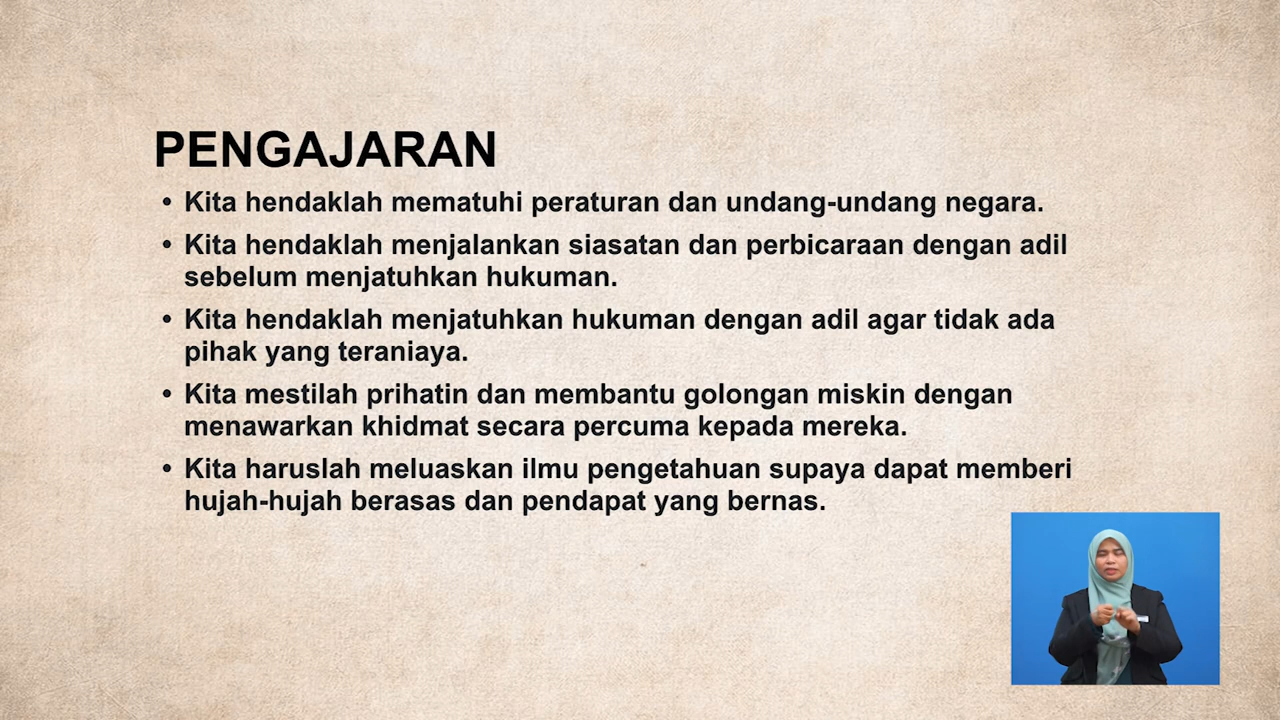 PENGAJARAN
• Kita hendaklah mematuhi peraturan dan undang-undang negara.
• Kita hendaklah menjalankan siasatan dan perbicaraan dengan adil
sebelum menjatuhkan hukuman.
• Kita hendaklah menjatuhkan hukuman dengan adil agar tidak ada
pihak yang teraniaya.
• Kita mestilah prihatin dan membantu golongan miskin dengan
menawarkan khidmat secara percuma kepada mereka.
• Kita haruslah meluaskan ilmu pengetahuan supaya dapat memberi
hujah-hujah berasas dan pendapat yang bernas.